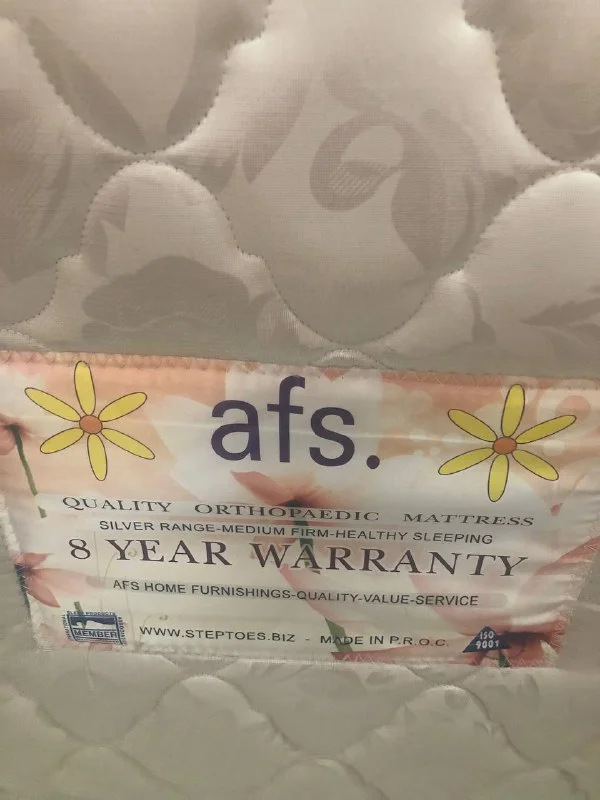 afs.
QUALITY ORTHOPAEDIC MATTRESS
SILVER RANGE-MEDIUM FIRM-HEALTHY SLEEPING
8 YEAR WARRANTY
AFS HOME FURNISHINGS-QUALITY-VALUE-SERVICE
MEMBER
WWW.STEPTOES.BIZ - MADE IN P.R.O.C.
ISO
9001